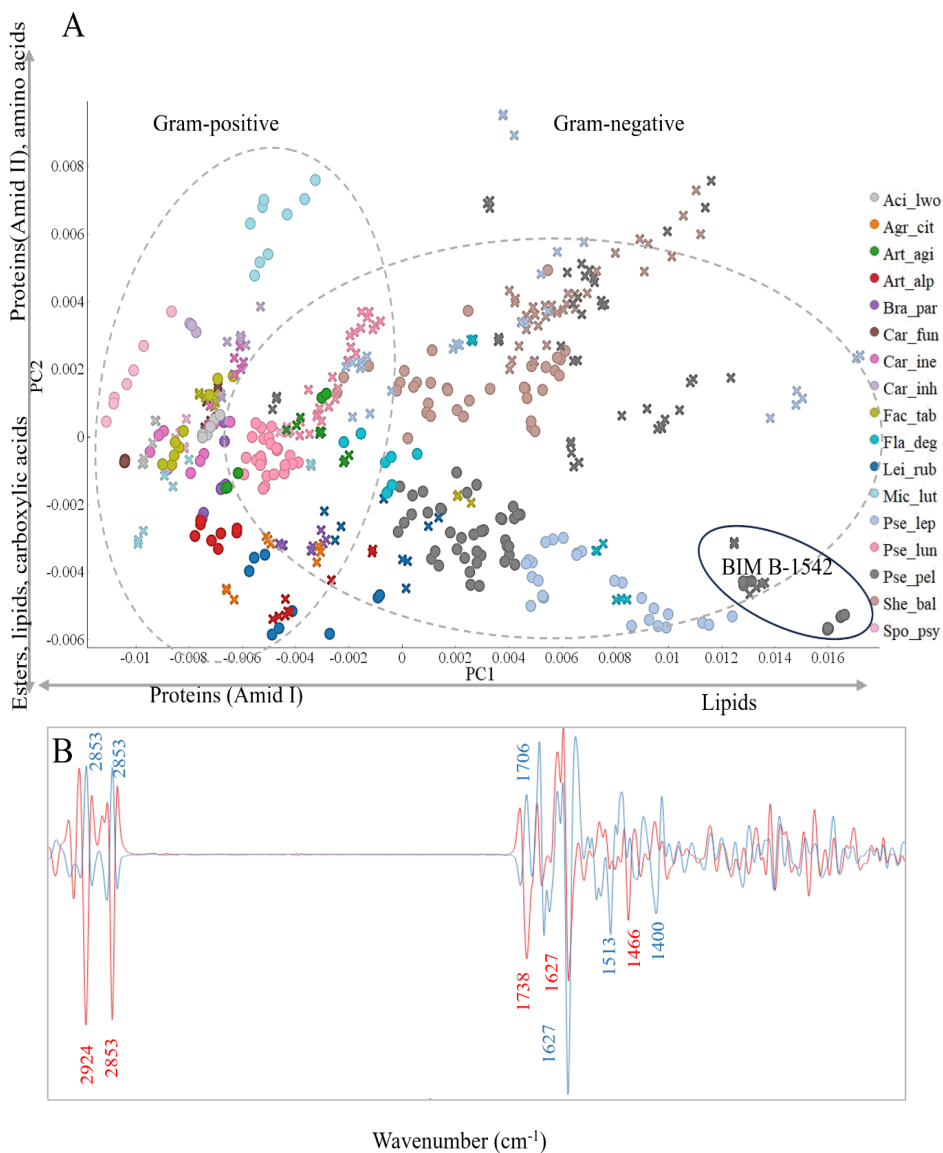 A
Proteins(Amid II), amino acids
Esters, lipids, carboxylic acids
Gram-positive
Gram-negative
PC2
0.008
0.006
0.004
0.002
0
-0.002
-0.004
-0.006
-0.01
-0.008
-0.006
-0.004
-0.002
0
0.002
0.004
0.006
0.008
0.01
0.012
0.014
0.016
PC1
BIM B-1542
Aci_lwo
Agr_cit
Art_agi
Art_alp
Bra_par
Car_fun
Car_ine
Car_inh
Fac_tab
Fla_deg
Lei_rub
Mic_lut
Pse_lep
Pse_lun
Pse_pel
She_bal
Spo_psy
Proteins (Amid I)
Lipids
B
2853
2853
1706
2924
2853
1738
1627
1627
1513
1466
1400
Wavenumber (cm⁻¹)